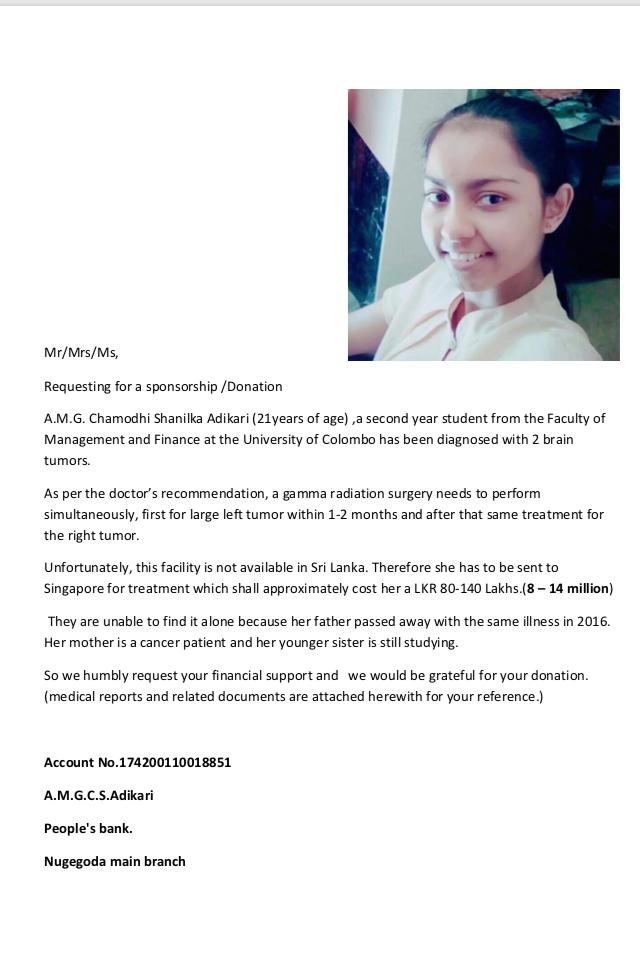 Mr/Mrs/Ms,
Requesting for a sponsorship /Donation
A.M.G. Chamodhi Shanilka Adikari (21years of age) ,a second year student from the Faculty of
Management and Finance at the University of Colombo has been diagnosed with 2 brain
tumors.
As per the doctor’s recommendation, a gamma radiation surgery needs to perform
simultaneously, first for large left tumor within 1-2 months and after that same treatment for
the right tumor.
Unfortunately, this facility is not available in Sri Lanka. Therefore she has to be sent to
Singapore for treatment which shall approximately cost her a LKR 80-140 Lakhs.(8 – 14 million)
They are unable to find it alone because her father passed away with the same illness in 2016.
Her mother is a cancer patient and her younger sister is still studying.
So we humbly request your financial support and we would be grateful for your donation.
(medical reports and related documents are attached herewith for your reference.)
Account No.174200110018851
A.M.G.C.S.Adikari
People's bank.
Nugegoda main branch